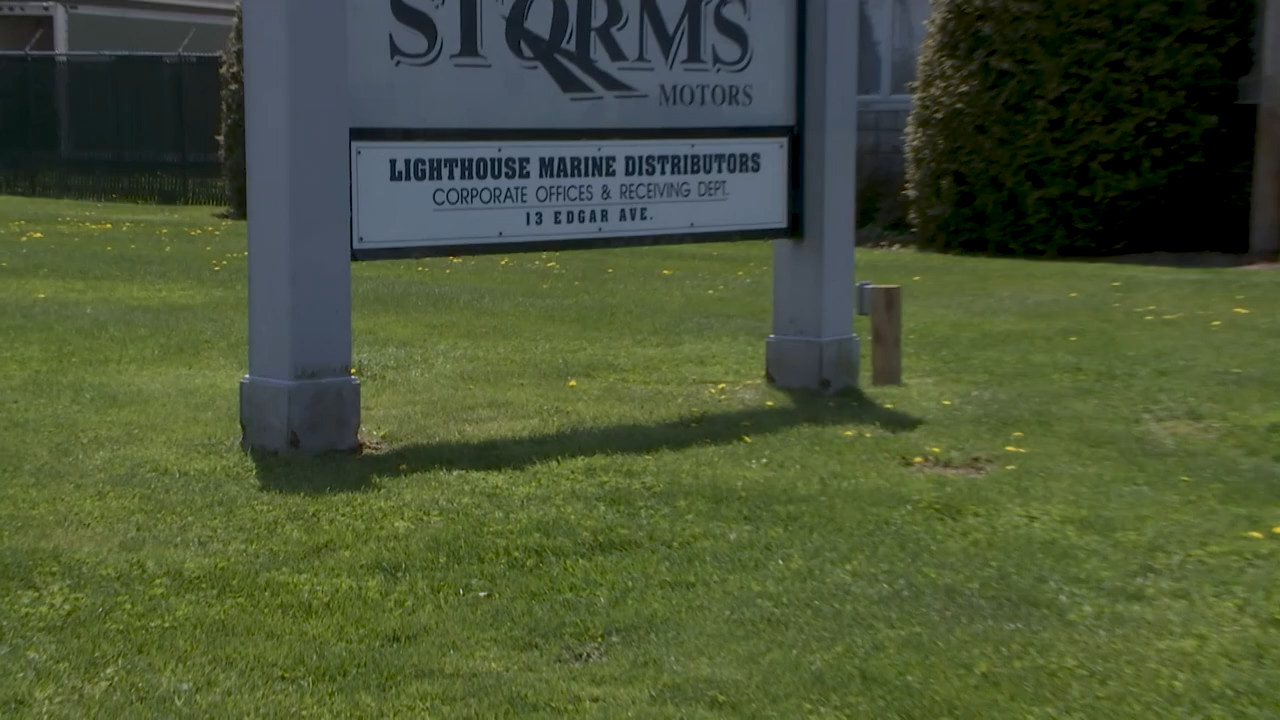 STORMS
MOTORS
LIGHTHOUSE MARINE DISTRIBUTORS
CORPORATE OFFICES & RECEIVING DEPT.
13 EDGAR AVE.